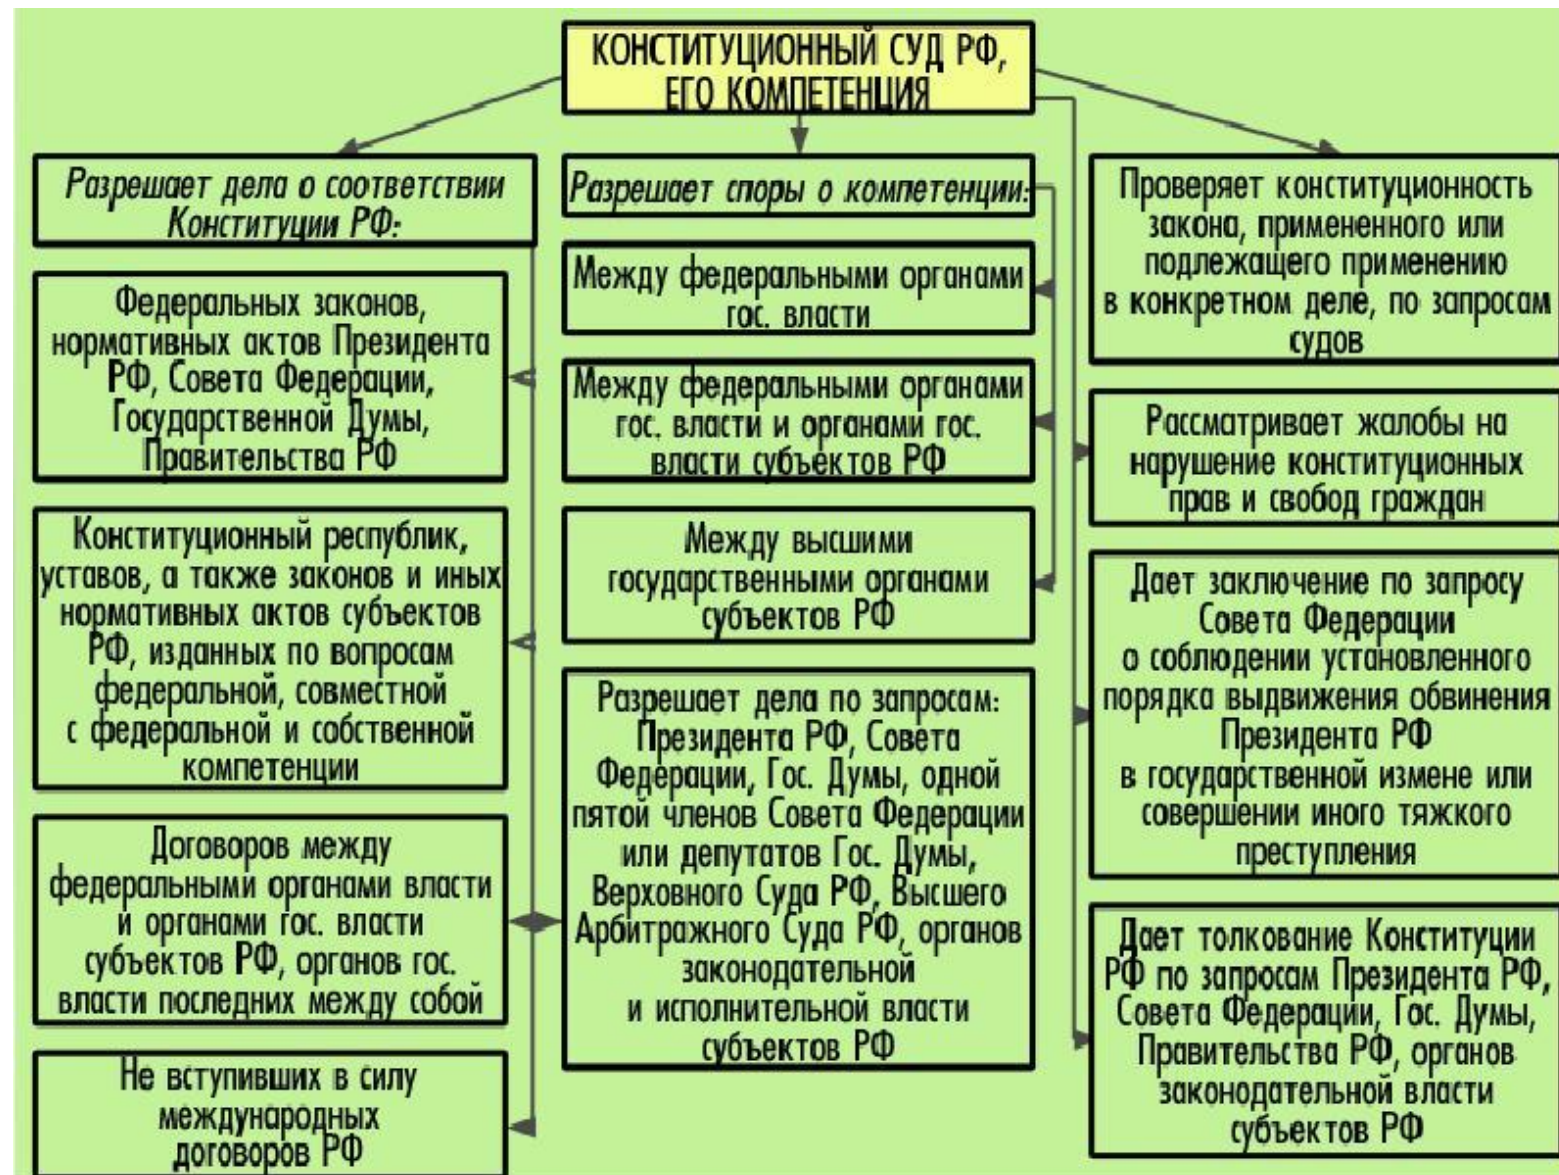 КОНСТИТУЦИОННЫЙ СУД РФ,
ЕГО КОМПЕТЕНЦИЯ
Разрешает дела о соответствии
Конституции РФ:
Федеральных законов,
нормативных актов Президента
РФ, Совета Федерации,
Государственной Думы,
Правительства РФ
Конституционный республик,
уставов, а также законов и иных
нормативных актов субъектов
РФ, изданных по вопросам
федеральной, совместной
с федеральной и собственной
компетенции
Договоров между
федеральными органами власти
и органами гос. власти
субъектов РФ, органов гос.
власти последних между собой
Не вступивших в силу
международных
договоров РФ
Разрешает споры о компетенции:
Между федеральными органами
гос. власти
Между федеральными органами
гос. власти и органами гос.
власти субъектов РФ
Между высшими
государственными органами
субъектов РФ
Разрешает дела по запросам:
Президента РФ, Совета
Федерации, Гос. Думы, одной
пятой членов Совета Федерации
или депутатов Гос. Думы,
Верховного Суда РФ, Высшего
Арбитражного Суда РФ, органов
законодательной
и исполнительной власти
субъектов РФ
Проверяет конституционность
закона, примененного или
подлежащего применению
в конкретном деле, по запросам
судов
Рассматривает жалобы на
нарушение конституционных
прав и свобод граждан
Дает заключение по запросу
Совета Федерации
о соблюдении установленного
порядка выдвижения обвинения
Президента РФ
в государственной измене или
совершении иного тяжкого
преступления
Дает толкование Конституции
РФ по запросам Президента РФ,
Совета Федерации, Гос. Думы,
Правительства РФ, органов
законодательной власти
субъектов РФ